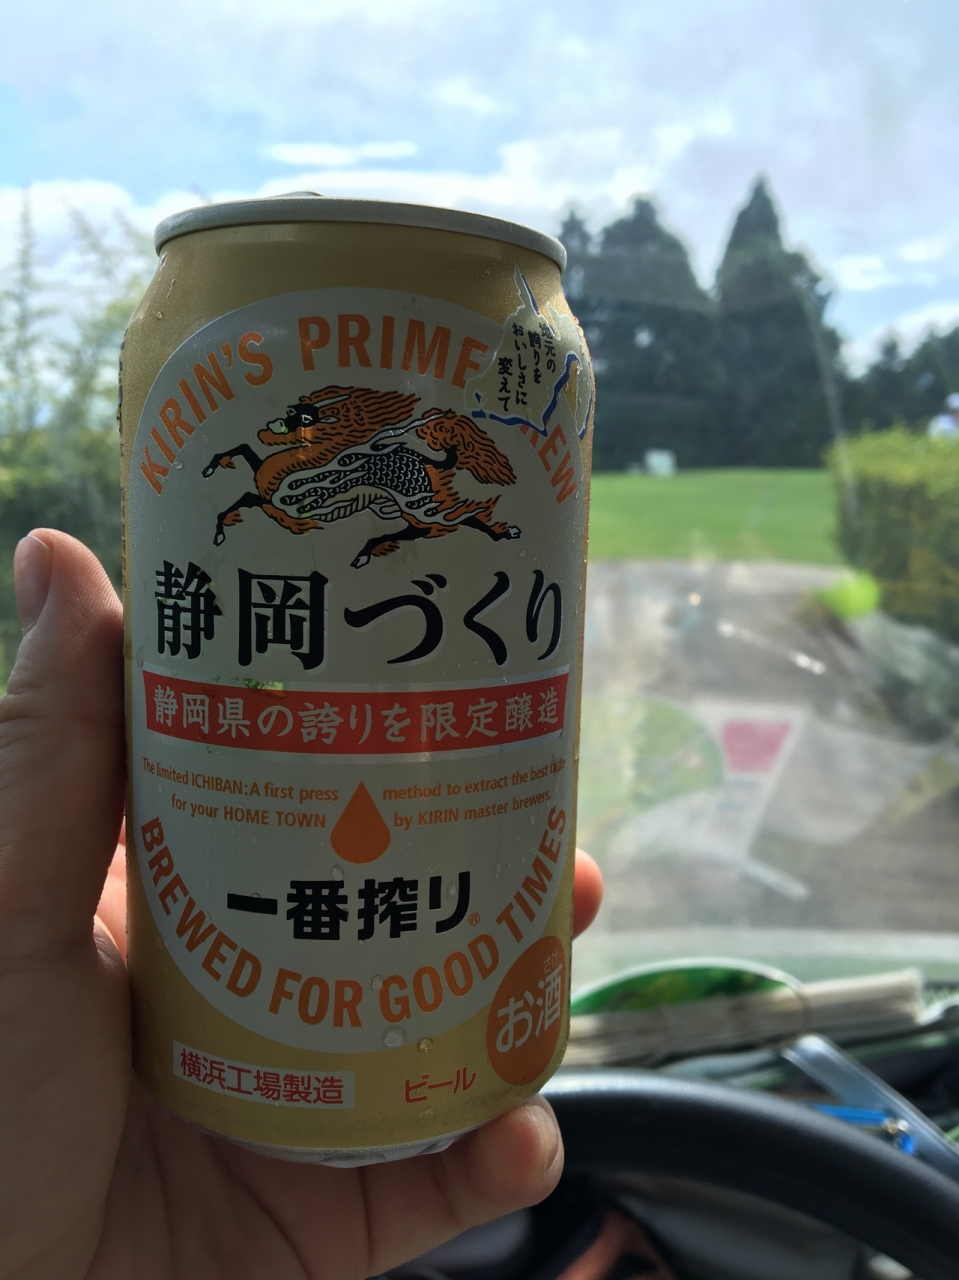 KIRIN'S PRIME
地元の
誇りを
おいしさに
変えて
静岡づくり
静岡県の誇りを限定醸造
The limited ICHIBAN:A first press method to extract the best taste
for your HOME TOWN by KIRIN master brewers.
一番搾り®
BREWED FOR GOOD TIMES
さけ
お酒
横浜工場製造
ビール